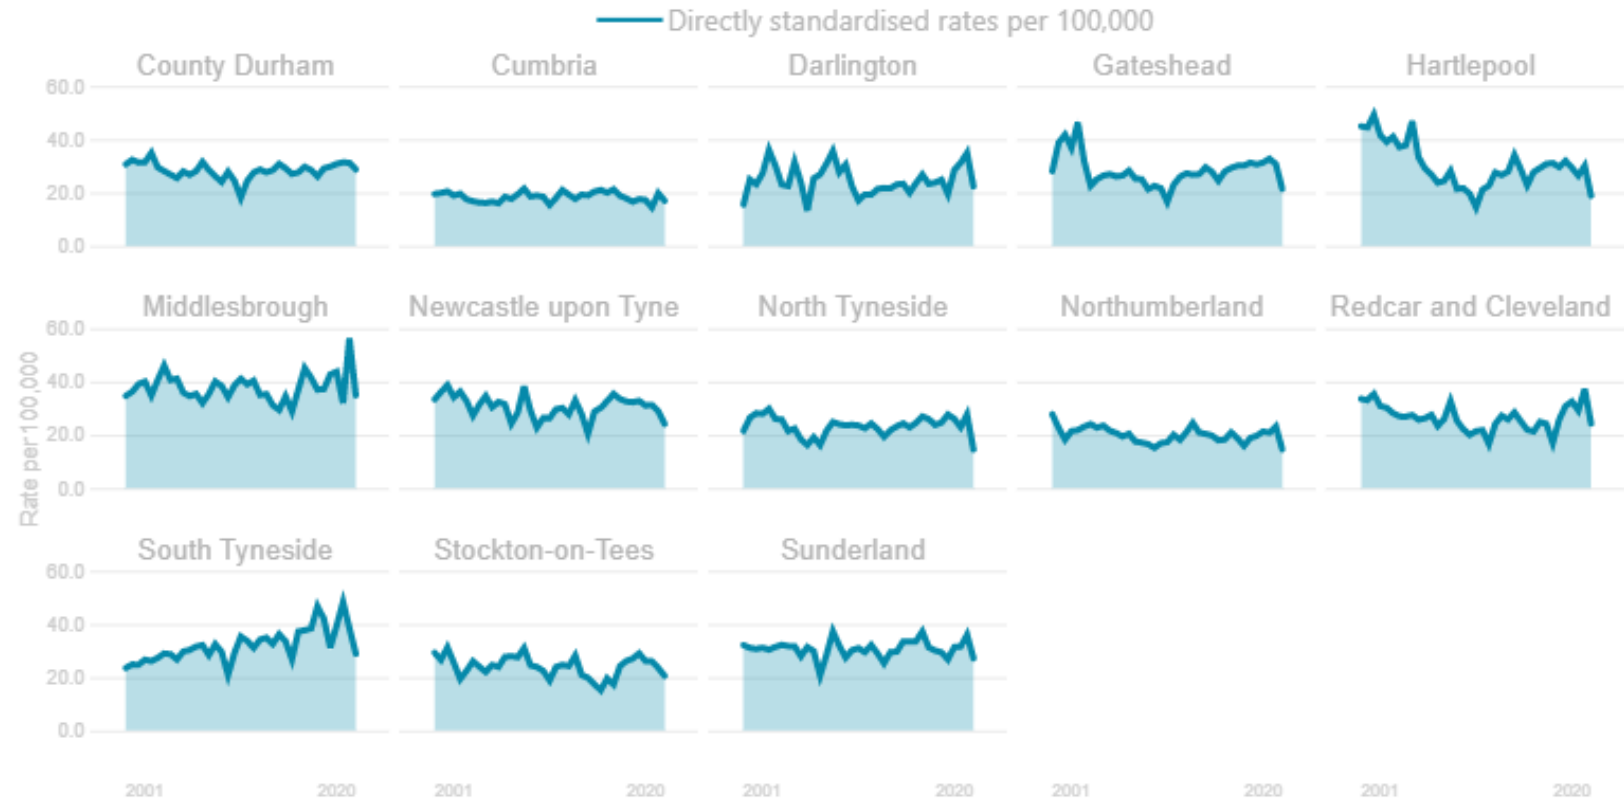 Directly standardised rates per 100,000
County Durham Cumbria Darlington Gateshead Hartlepool
60.0
40.0
20.0
0.0
Middlesbrough Newcastle upon Tyne North Tyneside Northumberland Redcar and Cleveland
60.0
40.0
20.0
0.0
Rate per100,000
South Tyneside Stockton-on-Tees Sunderland
60.0
40.0
20.0
0.0
2001 2020 2001 2020 2001 2020 2001 2020 2001 2020